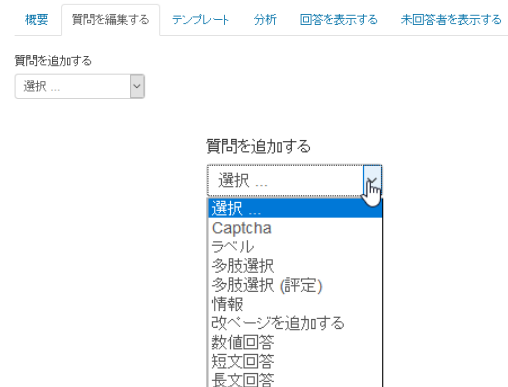 概要 質問を編集する テンプレート 分析 回答を表示する 未回答者を表示する
質問を追加する
選択 ...
質問を追加する
選択 ...
選択 ...
Captcha
ラベル
多肢選択
多肢選択 (評定)
情報
改ページを追加する
数値回答
短文回答
長文回答